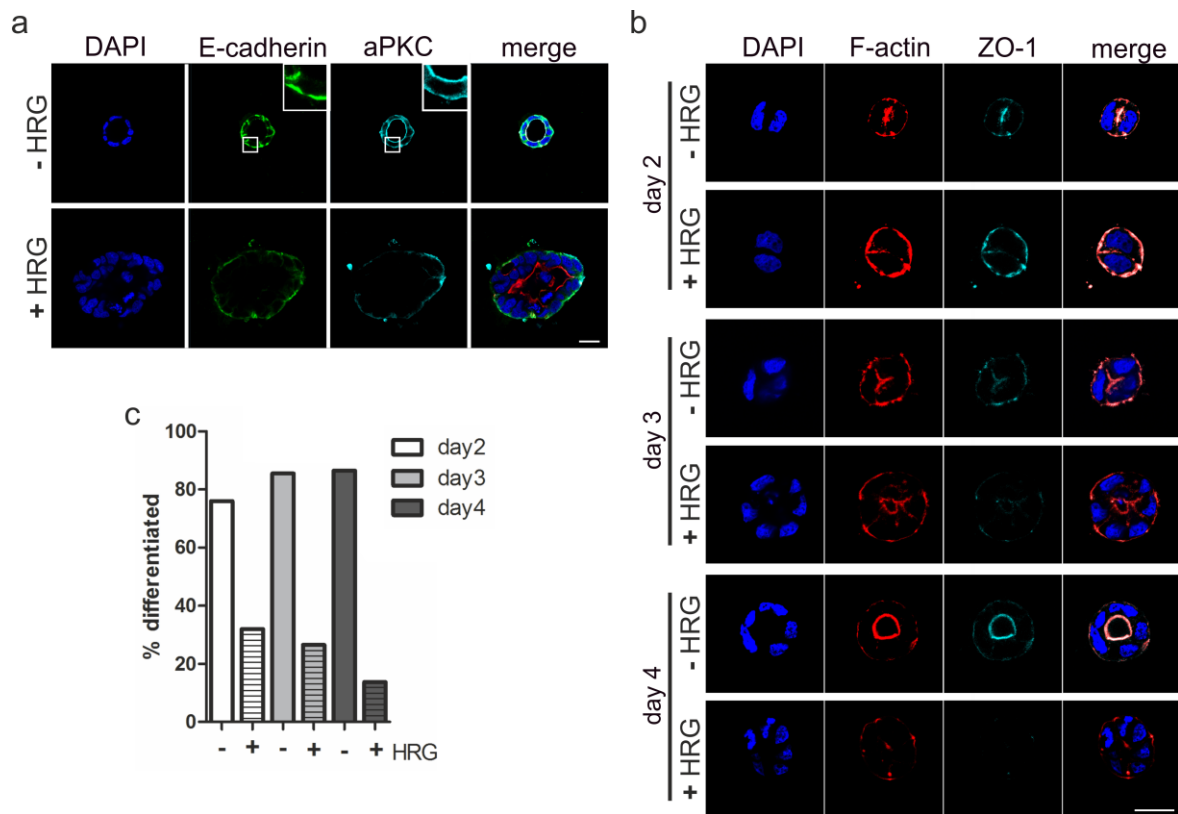 a
DAPI E-cadherin aPKC merge
- HRG
+ HRG
b
DAPI F-actin ZO-1 merge
day 2
- HRG
+ HRG
day 3
- HRG
+ HRG
day 4
- HRG
+ HRG
c
% differentiated
100
80
60
40
20
0
day2
day3
day4
- + - + - + HRG